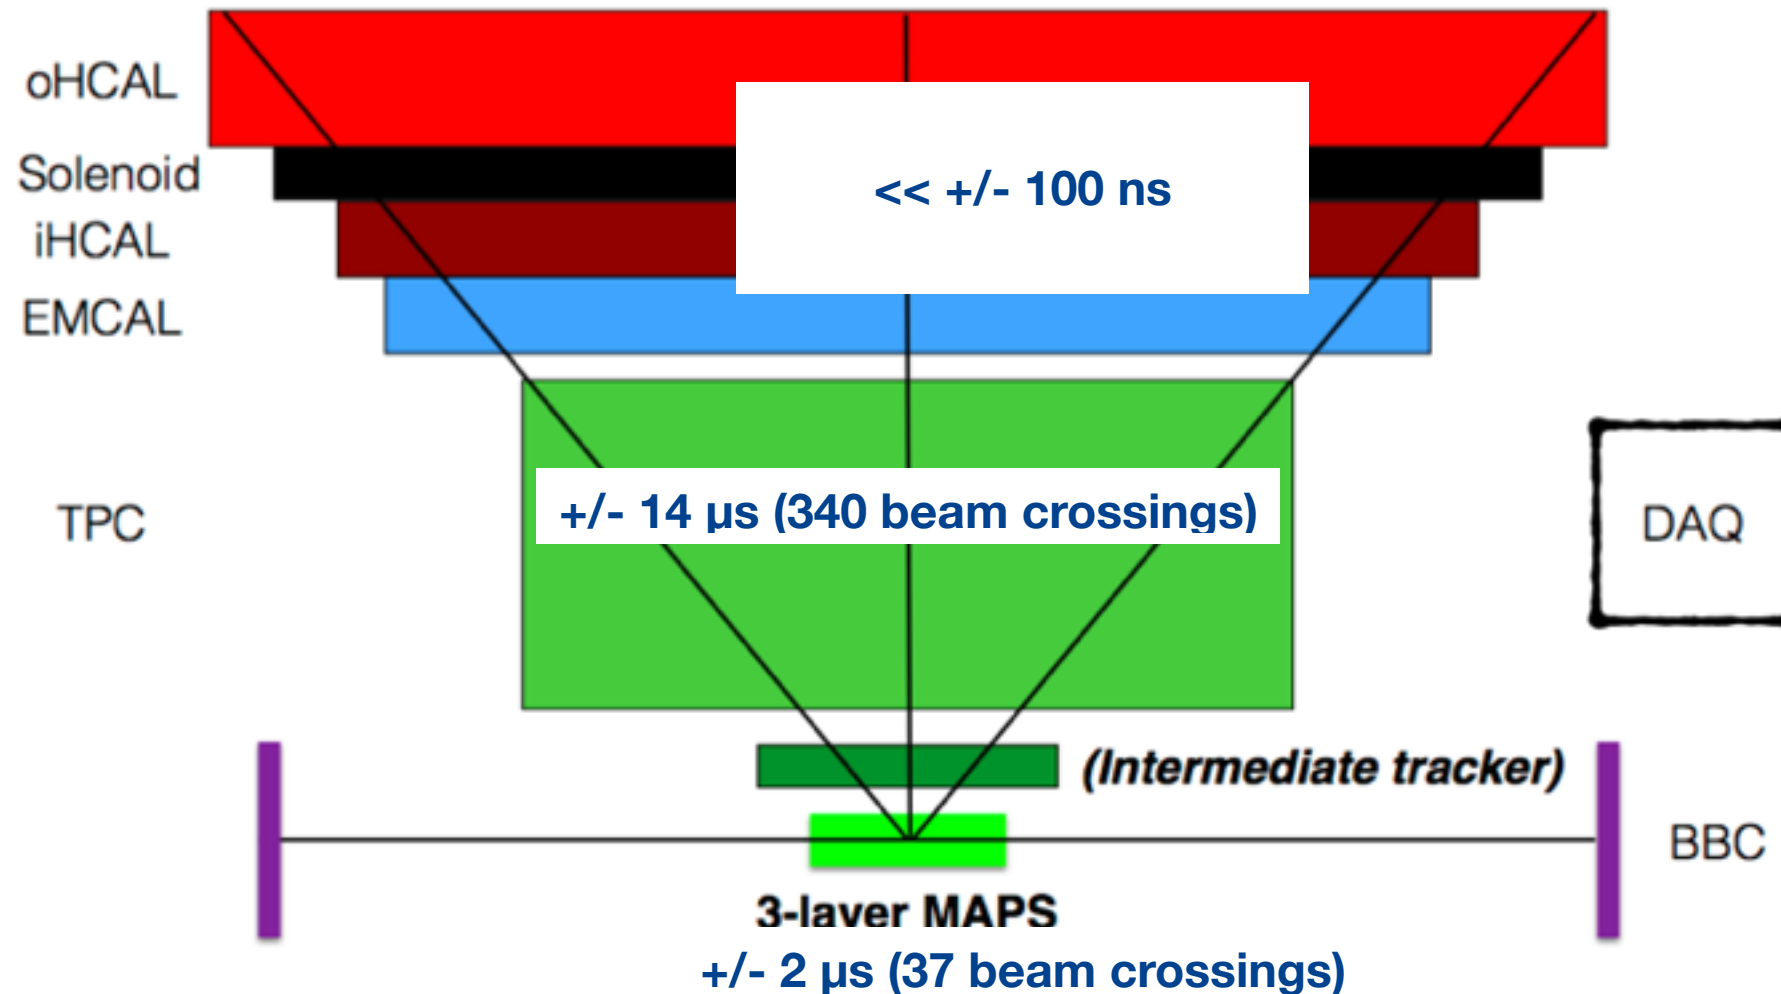 oHCAL
Solenoid
<< +/- 100 ns
iHCAL
EMCAL
TPC
+/- 14 µs (340 beam crossings)
DAQ
(Intermediate tracker)
BBC
3-layer MAPS
+/- 2 µs (37 beam crossings)